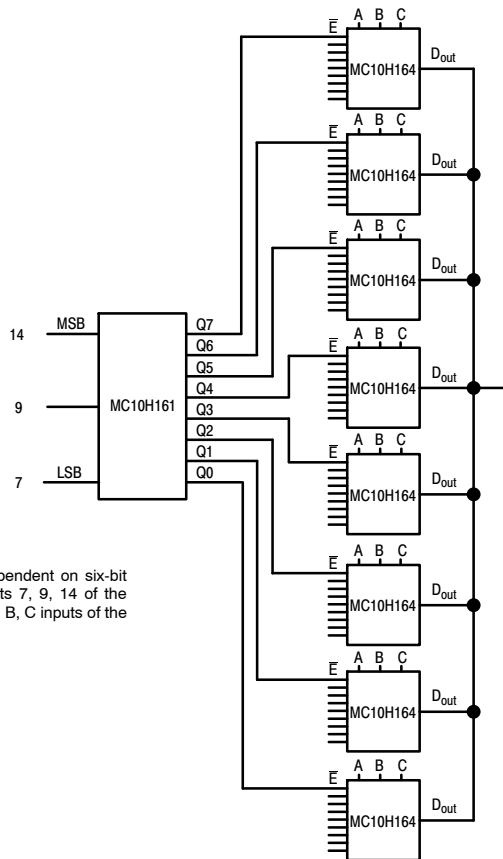 A B C
E
MC10H164
Dout
A B C
E
MC10H164
Dout
A B C
E
MC10H164
Dout
A B C
E
MC10H164
Dout
A B C
E
MC10H164
Dout
A B C
E
MC10H164
Dout
A B C
E
MC10H164
Dout
A B C
E
MC10H164
Dout
14
MSB
9
7
LSB
MC10H161
Q7
Q6
Q5
Q4
Q3
Q2
Q1
Q0
pendent on six-bit
ts 7, 9, 14 of the
B, C inputs of the